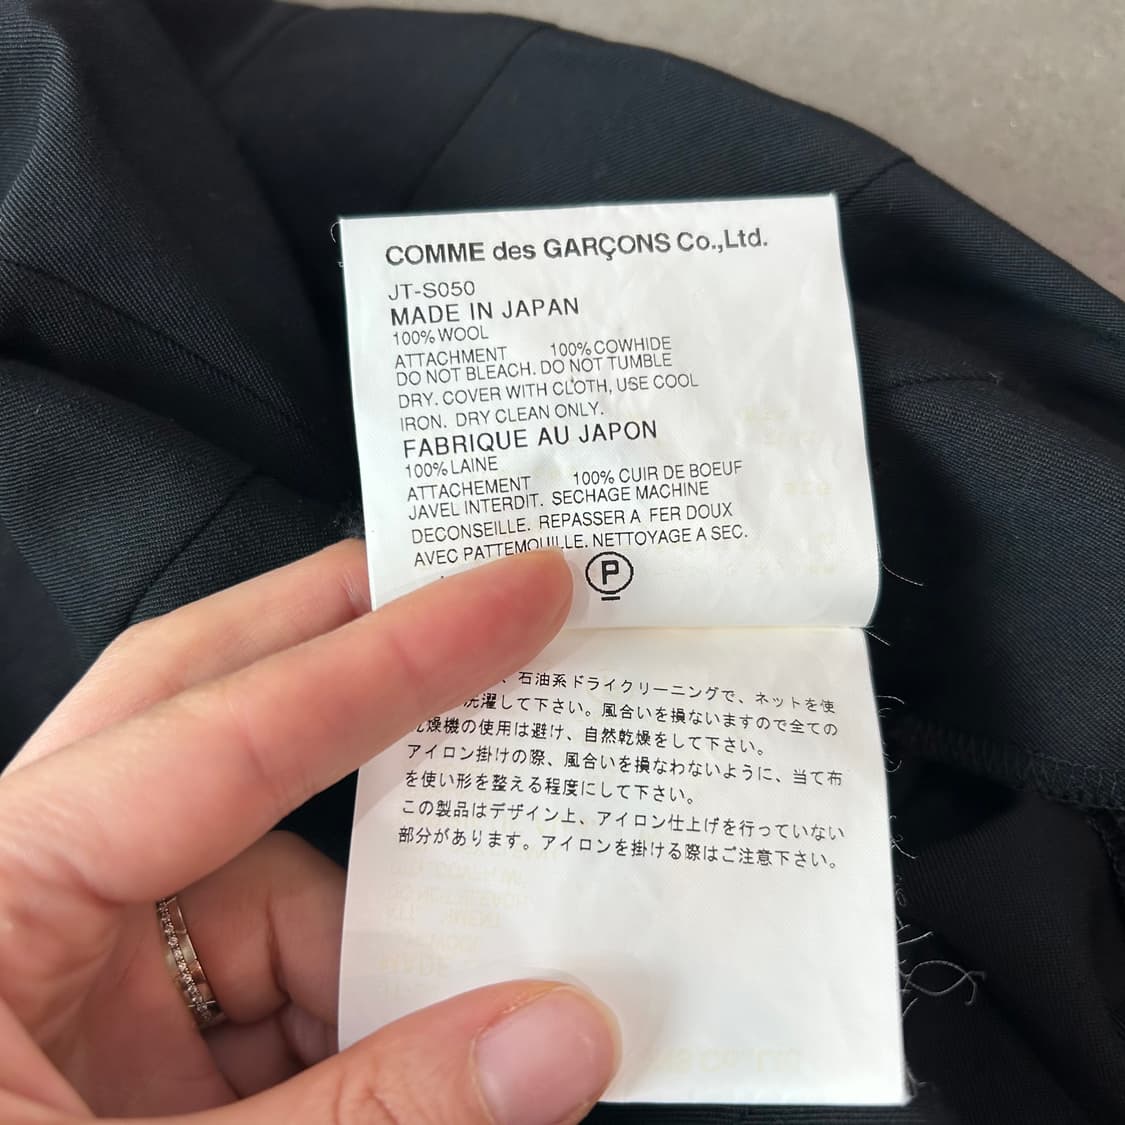 COMME des GARÇONS Co.,Ltd.
JT-S050
MADE IN JAPAN
100% WOOL
ATTACHMENT 100% COWHIDE
DO NOT BLEACH. DO NOT TUMBLE
DRY. COVER WITH CLOTH, USE COOL
IRON. DRY CLEAN ONLY.
FABRIQUE AU JAPON
100% LAINE
ATTACHEMENT 100% CUIR DE BOEUF
JAVEL INTERDIT. SECHAGE MACHINE
DECONSEILLE. REPASSER A FER DOUX
AVEC PATTEMOUILLE. NETTOYAGE A SEC.
P
、石油系ドライクリーニングで、ネットを使
洗濯して下さい。風合いを損ないますので全ての
乾燥機の使用は避け、自然乾燥をして下さい。
アイロン掛けの際、風合いを損なわないように、当て布
を使い形を整える程度にして下さい。
この製品はデザイン上、アイロン仕上げを行っていない
部分があります。アイロンを掛ける際はご注意下さい。